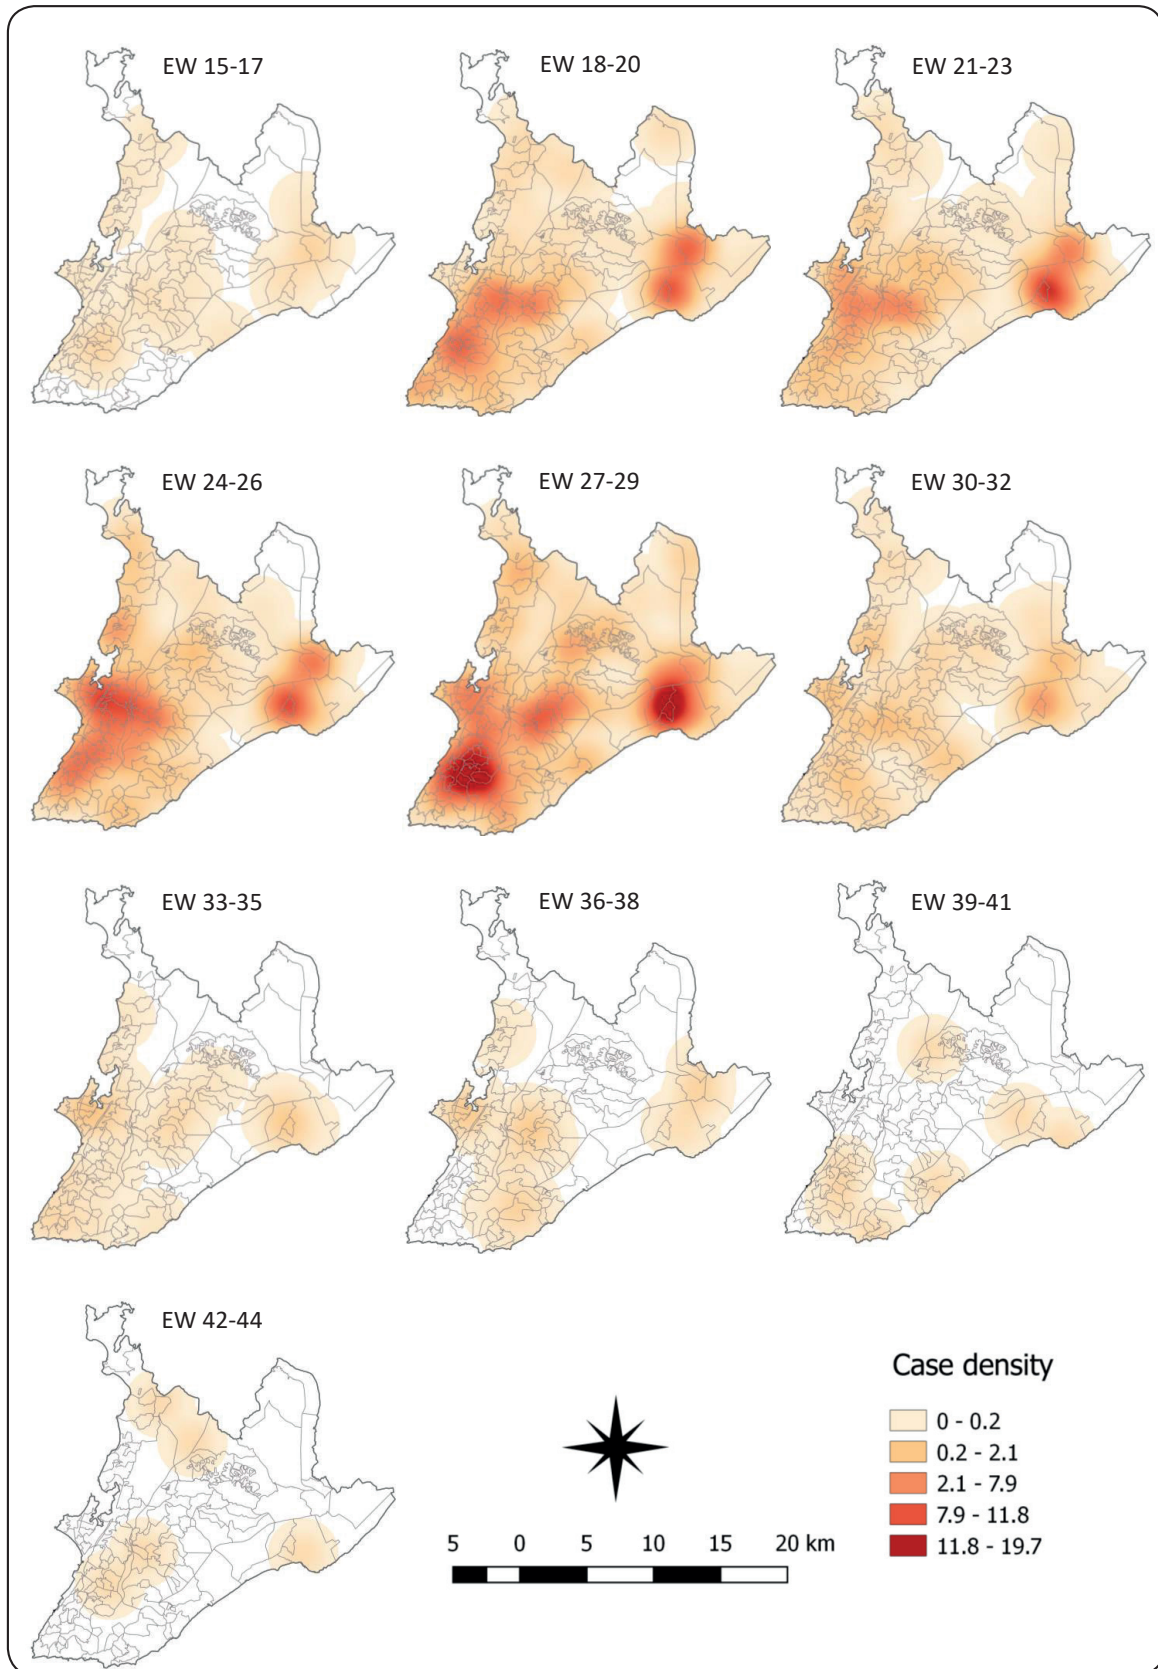 EW 15-17
EW 18-20
EW 21-23
EW 24-26
EW 27-29
EW 30-32
EW 33-35
EW 36-38
EW 39-41
EW 42-44
Case density
0 - 0.2
0.2 - 2.1
2.1 - 7.9
7.9 - 11.8
11.8 - 19.7
5 0 5 10 15 20 km